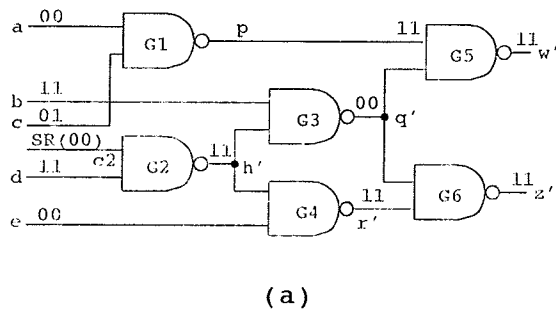 a 00 G1 p 11 G5 11 w'
b 11 G3 00 q'
c 01
SR(00) c2 G2 11 h'
d 11
e 00 G4 11 r' G6 11 z'
(a)